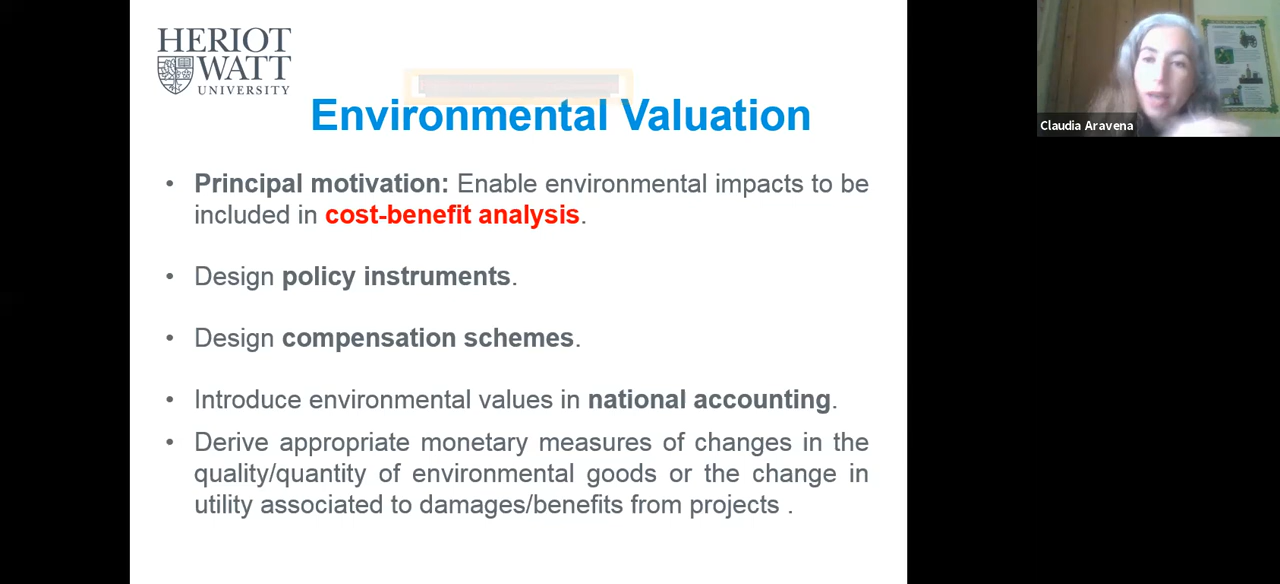 HERIOT
WATT
UNIVERSITY
Environmental Valuation
• Principal motivation: Enable environmental impacts to be
included in cost-benefit analysis.
• Design policy instruments.
• Design compensation schemes.
• Introduce environmental values in national accounting.
• Derive appropriate monetary measures of changes in the
quality/quantity of environmental goods or the change in
utility associated to damages/benefits from projects .
Claudia Aravena